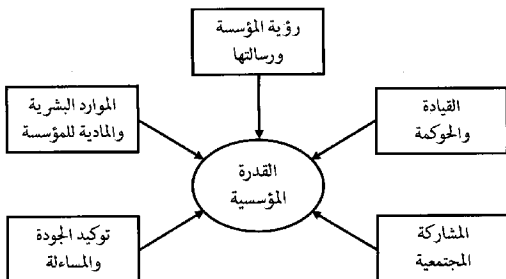 رؤية المؤسسة
ورسالتها
القيادة
والحوكمة
الموارد البشرية
والمادية للمؤسسة
القدرة
المؤسسية
المشاركة
المجتمعية
توكيد الجودة
والمساءلة